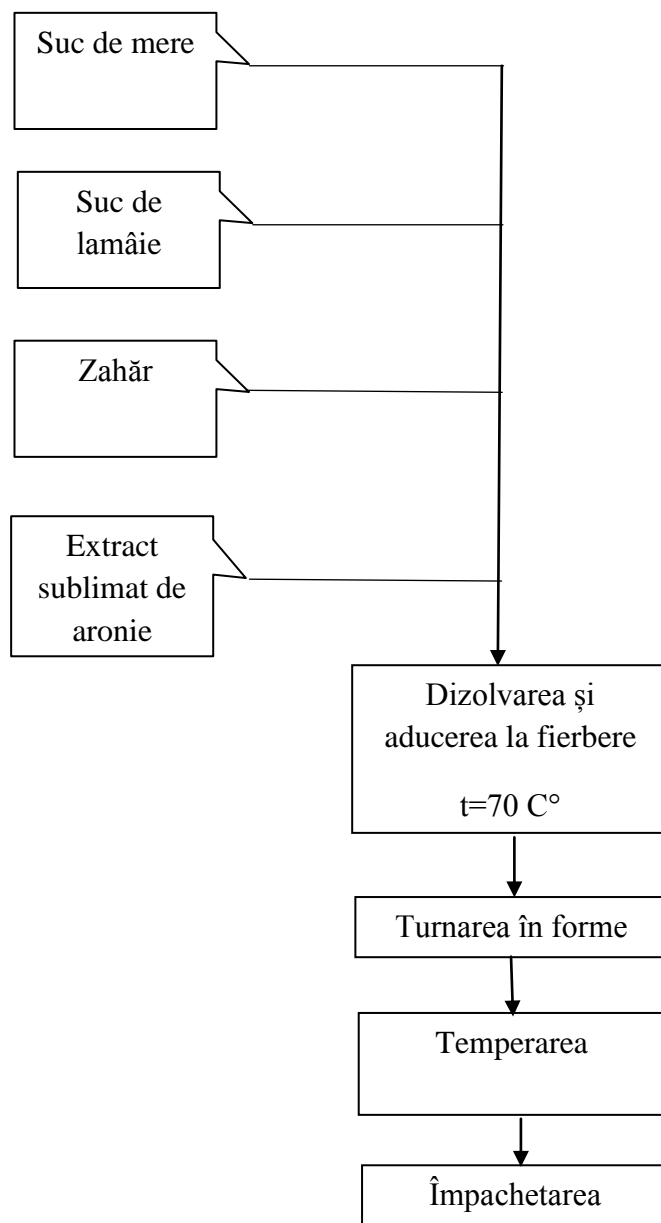 Suc de mere
Suc de
lamâie
Zahăr
Extract
sublimat de
aronie
Dizolvarea și
aducerea la fierbere
t=70 C°
Turnarea în forme
Temperarea
Împachetarea